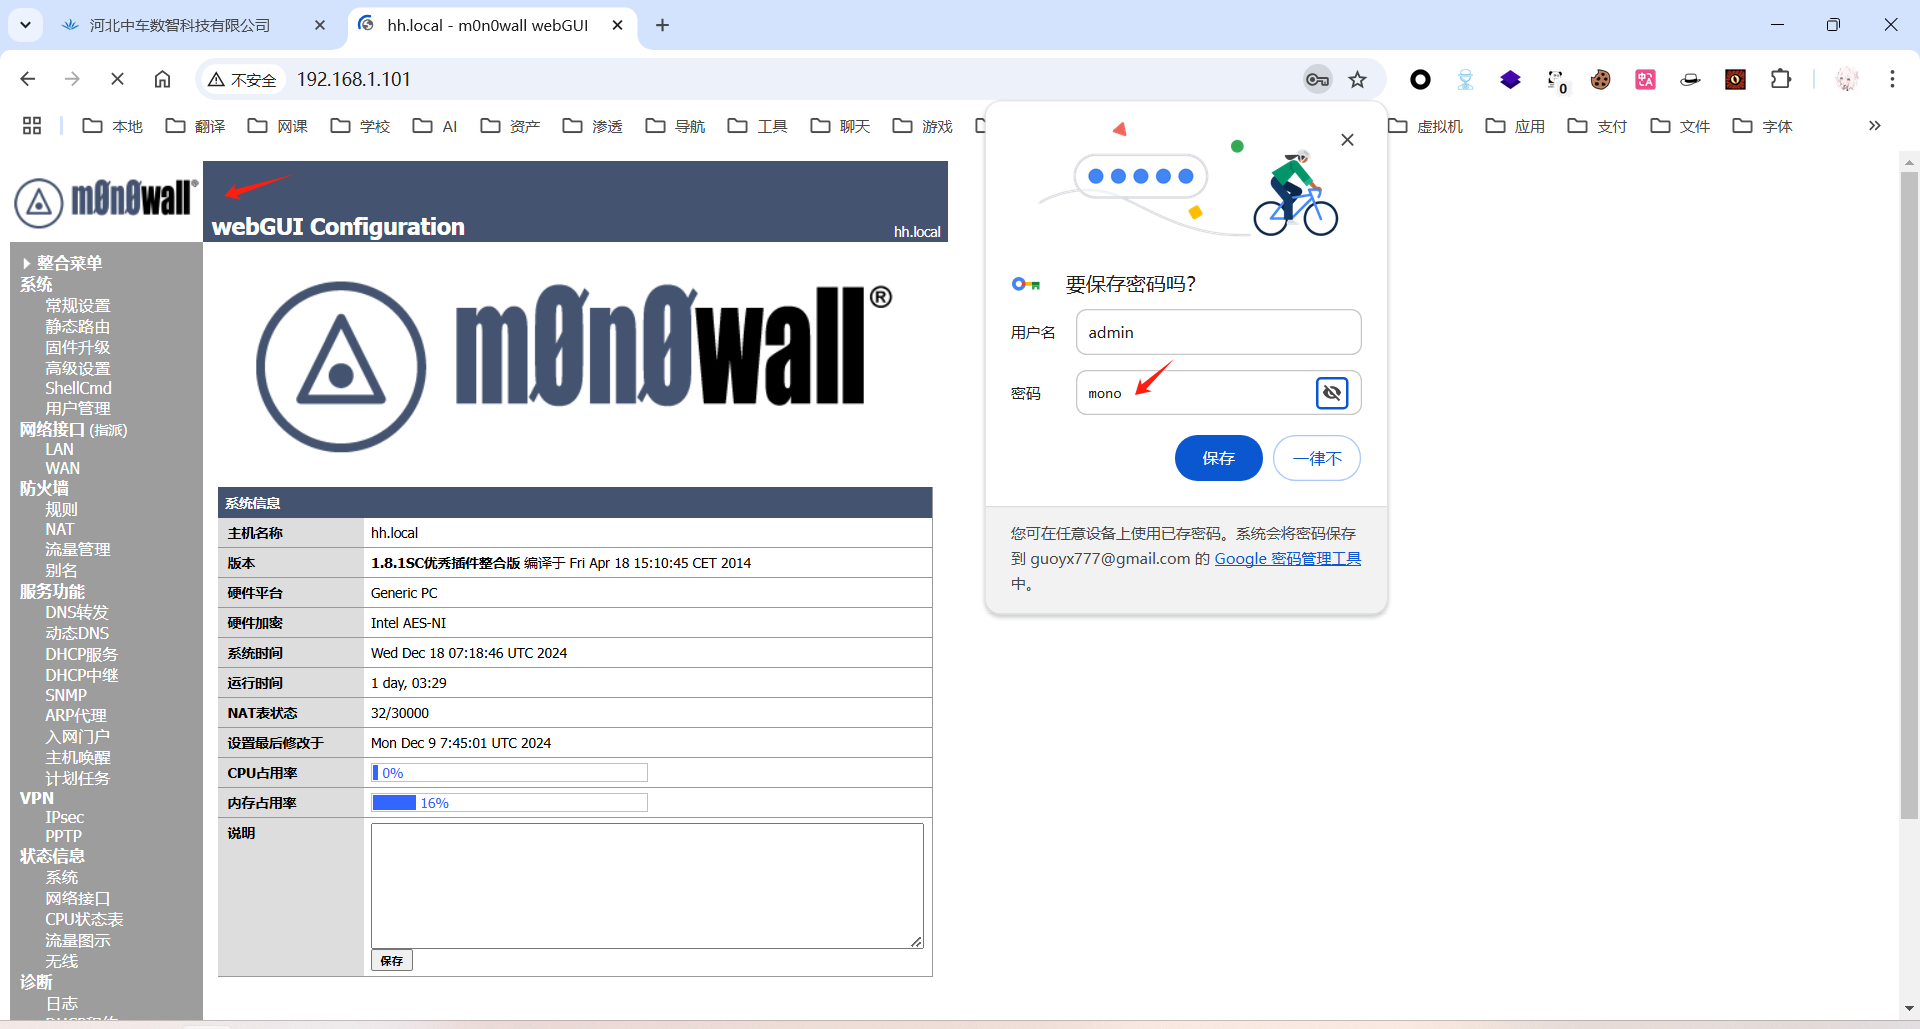 河北中车数智科技有限公司
hh.local - m0n0wall webGUI
不安全
192.168.1.101
0
本地
翻译
网课
学校
AI
资产
渗透
导航
工具
聊天
游戏
虚拟机
应用
支付
文件
字体
m0n0wall
webGUI Configuration
hh.local
整合菜单
系统
常规设置
静态路由
固件升级
高级设置
ShellCmd
用户管理
网络接口 (指派)
LAN
WAN
防火墙
规则
NAT
流量管理
别名
服务功能
DNS转发
动态DNS
DHCP服务
DHCP中继
SNMP
ARP代理
入网门户
主机唤醒
计划任务
VPN
IPsec
PPTP
状态信息
系统
网络接口
CPU状态表
流量图示
无线
诊断
日志
m0n0wall®
系统信息
主机名称 hh.local
版本 1.8.1SC优秀插件整合版 编译于 Fri Apr 18 15:10:45 CET 2014
硬件平台 Generic PC
硬件加密 Intel AES-NI
系统时间 Wed Dec 18 07:18:46 UTC 2024
运行时间 1 day, 03:29
NAT表状态 32/30000
设置最后修改于 Mon Dec 9 7:45:01 UTC 2024
CPU占用率 0%
内存占用率 16%
说明
保存
要保存密码吗?
用户名 admin
密码 mono
保存
一律不
您可在任意设备上使用已存密码。系统会将密码保存
到 guoyx777@gmail.com 的 Google 密码管理工具
中。